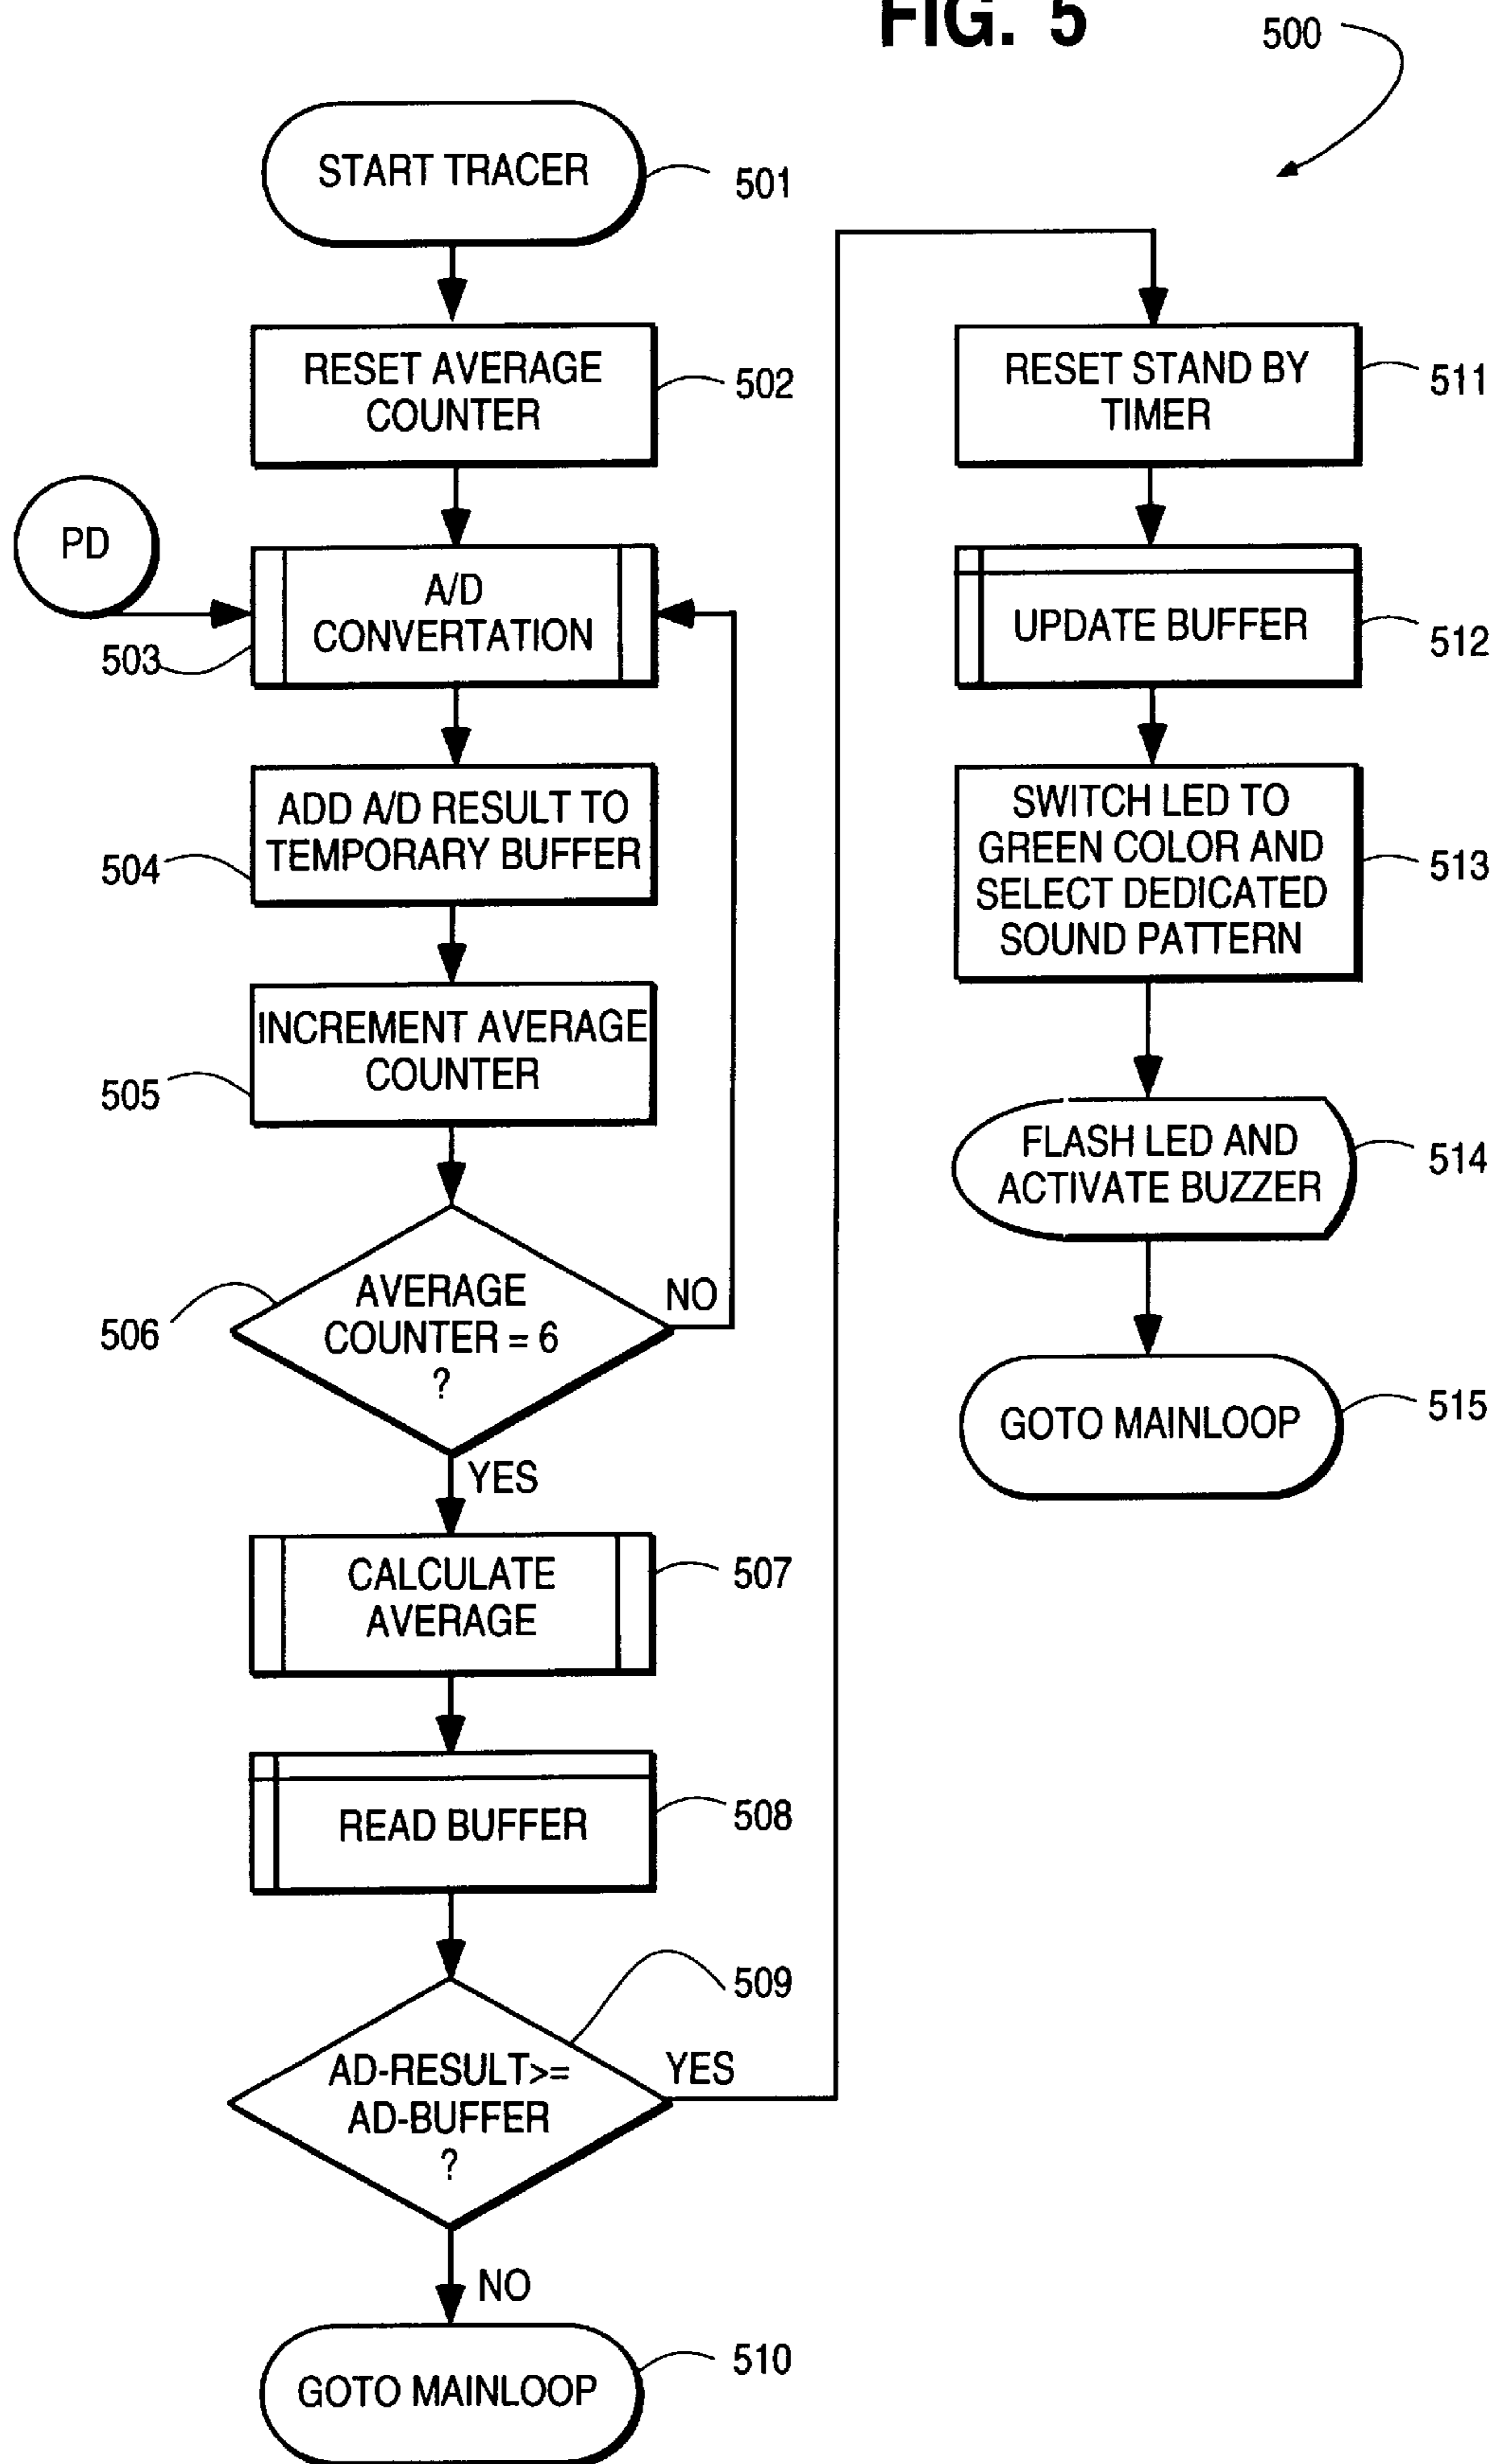 FIG. 5
500
START TRACER
501
RESET AVERAGE
COUNTER
502
PD
A/D
CONVERTATION
503
ADD A/D RESULT TO
TEMPORARY BUFFER
504
INCREMENT AVERAGE
COUNTER
505
AVERAGE
COUNTER = 6
?
506
NO
YES
CALCULATE
AVERAGE
507
READ BUFFER
508
509
AD-RESULT>=
AD-BUFFER
?
YES
NO
GOTO MAINLOOP
510
RESET STAND BY
TIMER
511
UPDATE BUFFER
512
SWITCH LED TO
GREEN COLOR AND
SELECT DEDICATED
SOUND PATTERN
513
FLASH LED AND
ACTIVATE BUZZER
514
GOTO MAINLOOP
515